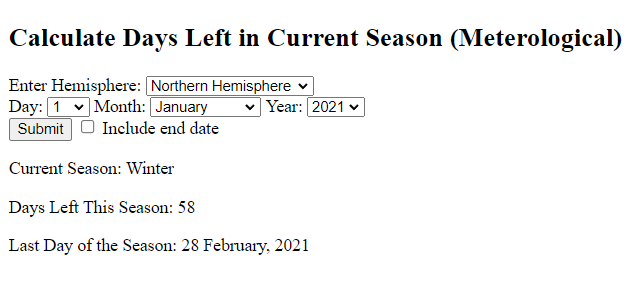 Calculate Days Left in Current Season (Meterological)
Enter Hemisphere: Northern Hemisphere
Day: 1 Month: January Year: 2021
Submit Include end date
Current Season: Winter
Days Left This Season: 58
Last Day of the Season: 28 February, 2021